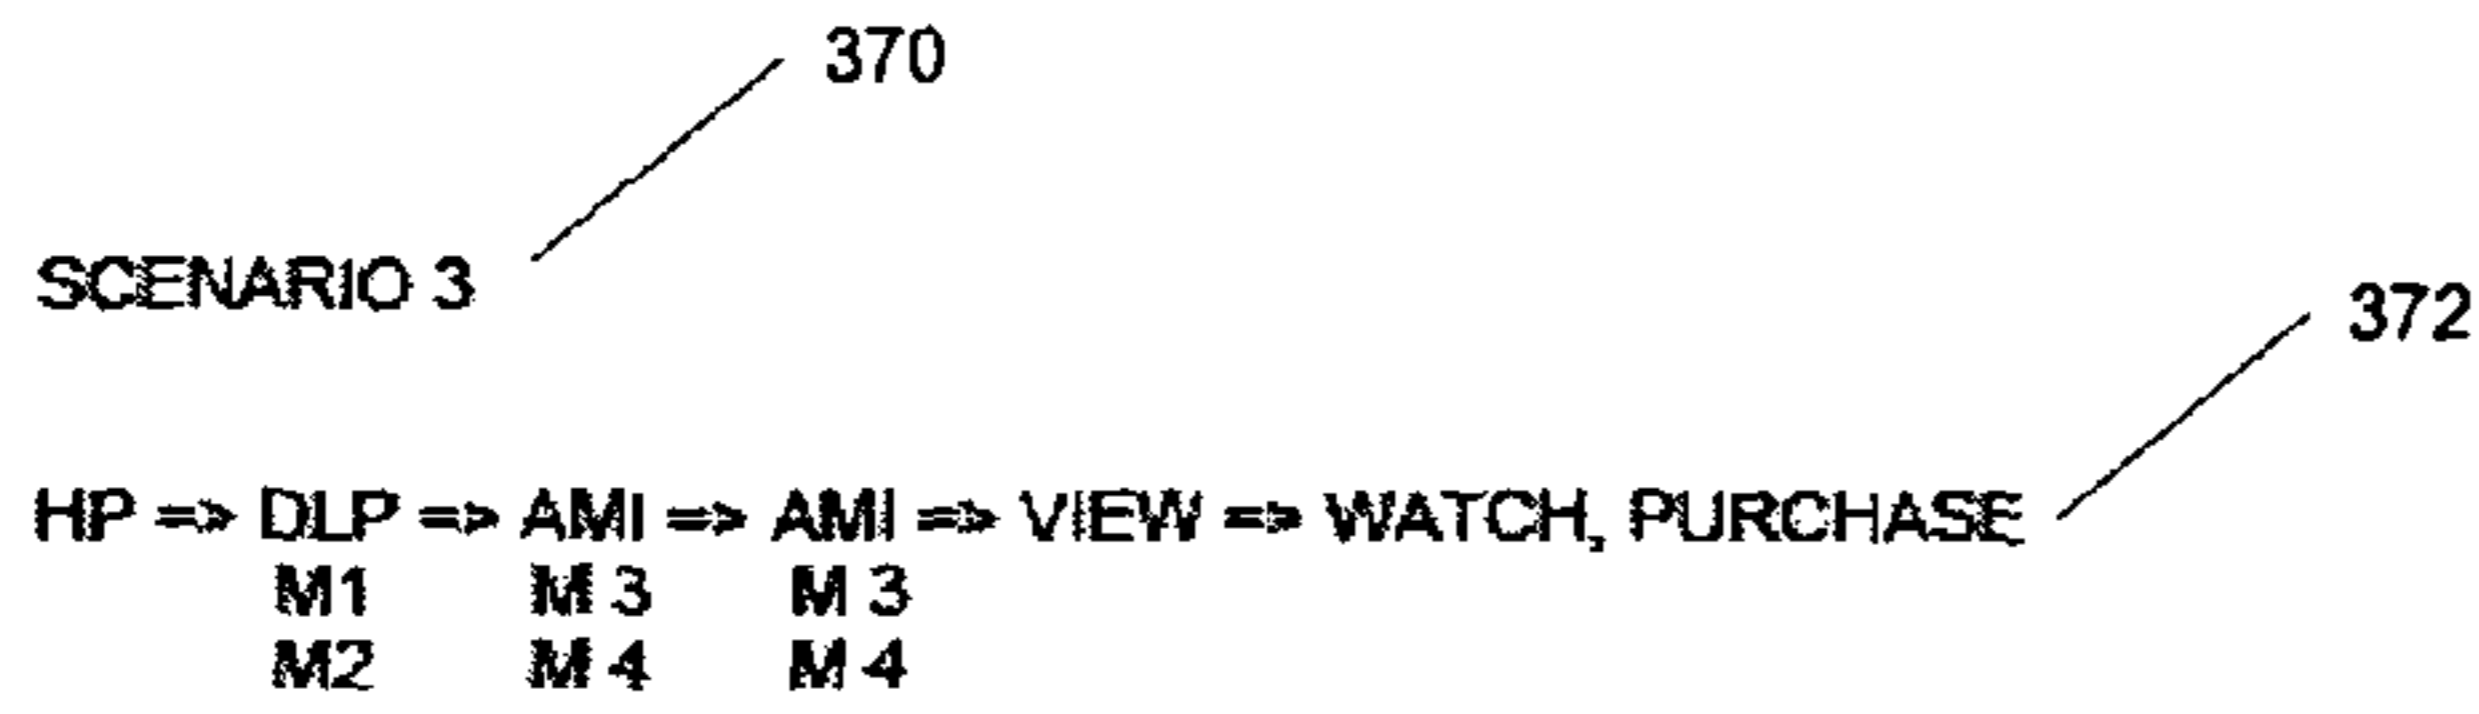 370
SCENARIO 3
372
HP => DLP => AMI => AMI => VIEW => WATCH, PURCHASE
M1 M 3 M 3
M2 M 4 M 4